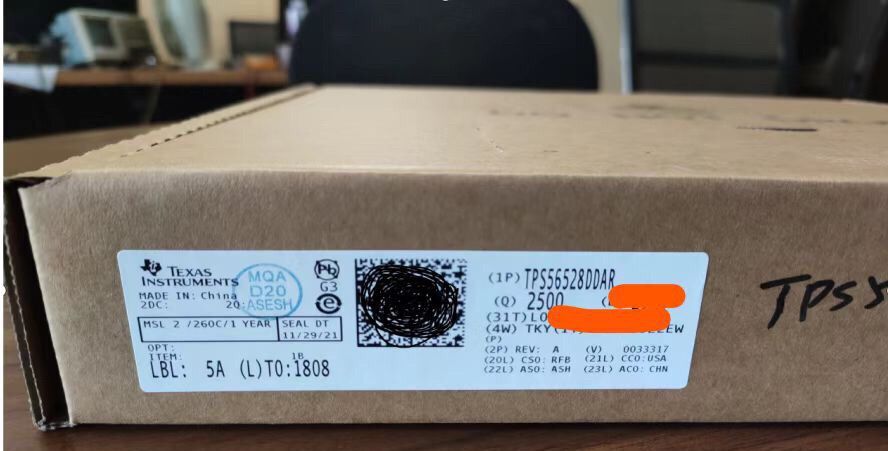 TEXAS
INSTRUMENTS
MADE IN: China
2DC: 2Q:
MQA
D20
ASESH
Pb
G3
e
MSL 2 /260C/1 YEAR SEAL DT
11/29/21
OPT:
ITEM: 1B
LBL: 5A (L)TO:1808
(1P)TPS56528DDAR
(Q) 2500
(31T)LO
(4W) TKY
(P)
(2P) REV: A (V) 0033317
(20L) CSO: RFB (21L) CCO:USA
(22L) ASO: ASH (23L) ACO: CHN
TPS